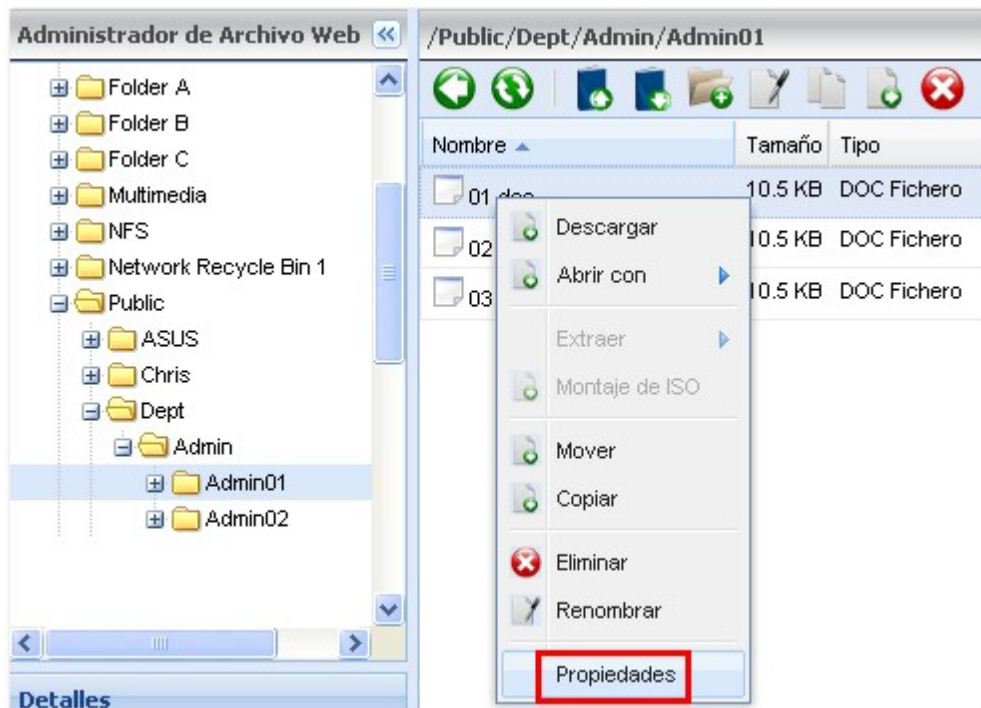 Administrador de Archivo Web
Folder A
Folder B
Folder C
Multimedia
NFS
Network Recycle Bin 1
Public
ASUS
Chris
Dept
Admin
Admin01
Admin02
Detalles
/Public/Dept/Admin/Admin01
Nombre Tamaño Tipo
01.doc 10.5 KB DOC Fichero
02 10.5 KB DOC Fichero
03 10.5 KB DOC Fichero
Descargar
Abrir con
Extraer
Montaje de ISO
Mover
Copiar
Eliminar
Renombrar
Propiedades